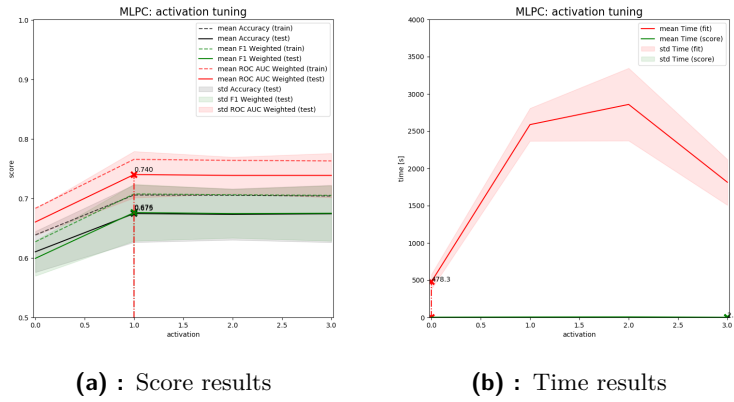 MLPC: activation tuning
1.0
0.9
0.8
0.7
0.6
0.5
score
mean Accuracy (train)
mean Accuracy (test)
mean F1 Weighted (train)
mean F1 Weighted (test)
mean ROC AUC Weighted (train)
mean ROC AUC Weighted (test)
std Accuracy (test)
std F1 Weighted (test)
std ROC AUC Weighted (test)
0.740
0.676
0.0 0.5 1.0 1.5 2.0 2.5 3.0
activation
(a) : Score results
MLPC: activation tuning
4000
3500
3000
2500
2000
1500
1000
500
0
time [s]
mean Time (fit)
mean Time (score)
std Time (fit)
std Time (score)
478.3
0.0 0.5 1.0 1.5 2.0 2.5 3.0
activation
(b) : Time results